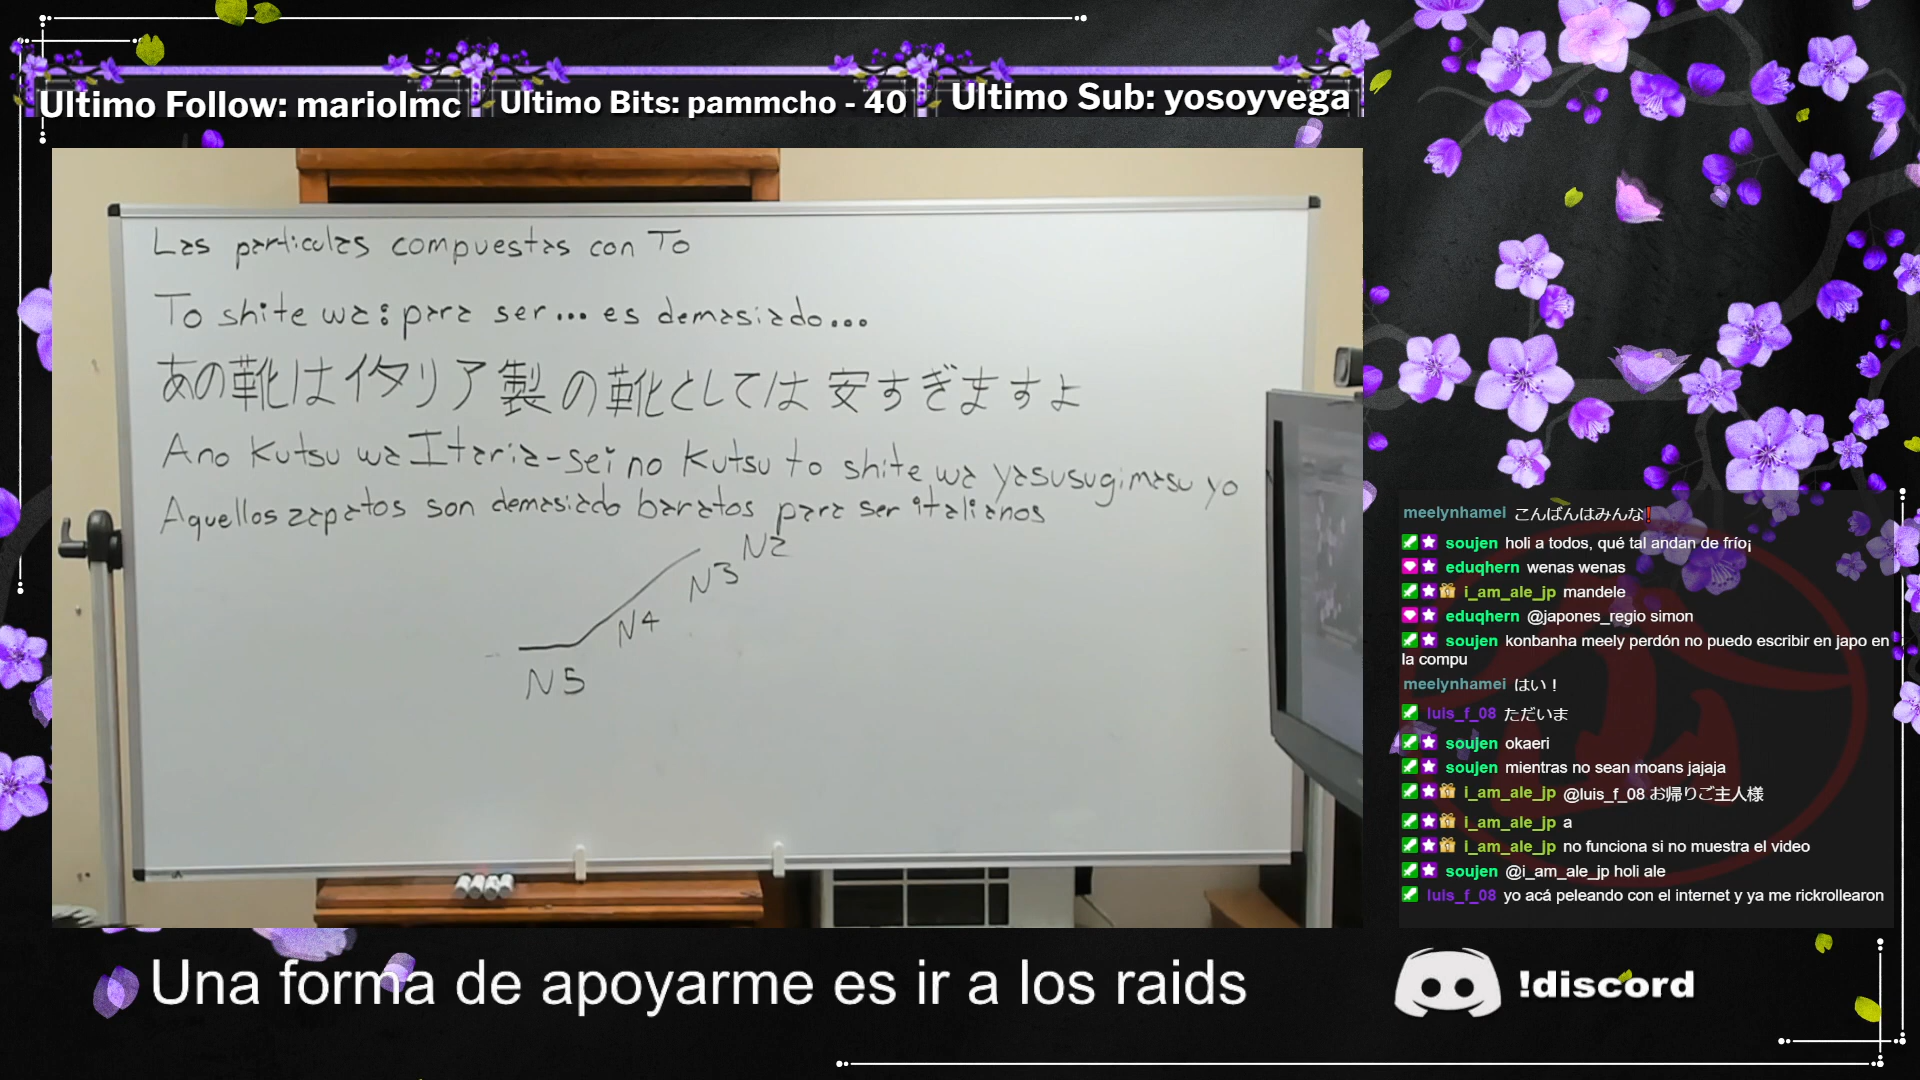 Ultimo Follow: mariolmc
Ultimo Bits: pammcho - 40
Ultimo Sub: yosoyvega
Las particulas compuestas con To
To shite wa: para ser... es demasiado...
あの靴はイタリア製の靴としては安すぎますよ
Ano Kutsu wa Itaria-sei no Kutsu to shite wa yasusugimasu yo
Aquellos zapatos son demasiado baratos para ser italianos
N2
N3
N4
N5
meelynhamei こんばんはみんな❗
soujen holi a todos, qué tal andan de frío¡
eduqhern wenas wenas
i_am_ale_jp mandele
eduqhern @japones_regio simon
soujen konbanha meely perdón no puedo escribir en japo en
la compu
meelynhamei はい！
luis_f_08 ただいま
soujen okaeri
soujen mientras no sean moans jajaja
i_am_ale_jp @luis_f_08 お帰りご主人様
i_am_ale_jp a
i_am_ale_jp no funciona si no muestra el video
soujen @i_am_ale_jp holi ale
luis_f_08 yo acá peleando con el internet y ya me rickrollearon
Una forma de apoyarme es ir a los raids
!discord